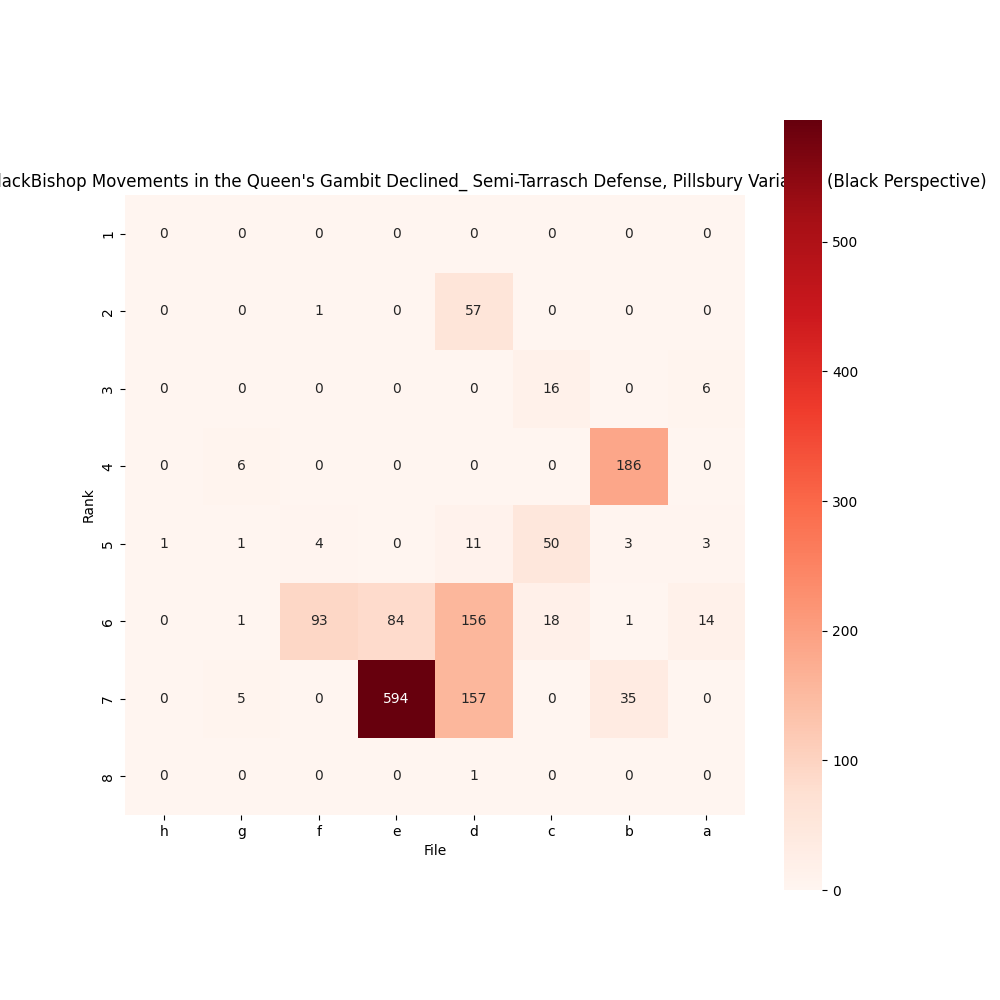 lackBishop Movements in the Queen's Gambit Declined_ Semi-Tarrasch Defense, Pillsbury Varia (Black Perspective)
1 0 0 0 0 0 0 0 0
2 0 0 1 0 57 0 0 0
3 0 0 0 0 0 16 0 6
4 0 6 0 0 0 0 186 0
5 1 1 4 0 11 50 3 3
6 0 1 93 84 156 18 1 14
7 0 5 0 594 157 0 35 0
8 0 0 0 0 1 0 0 0
h g f e d c b a
File
Rank
500
400
300
200
100
0